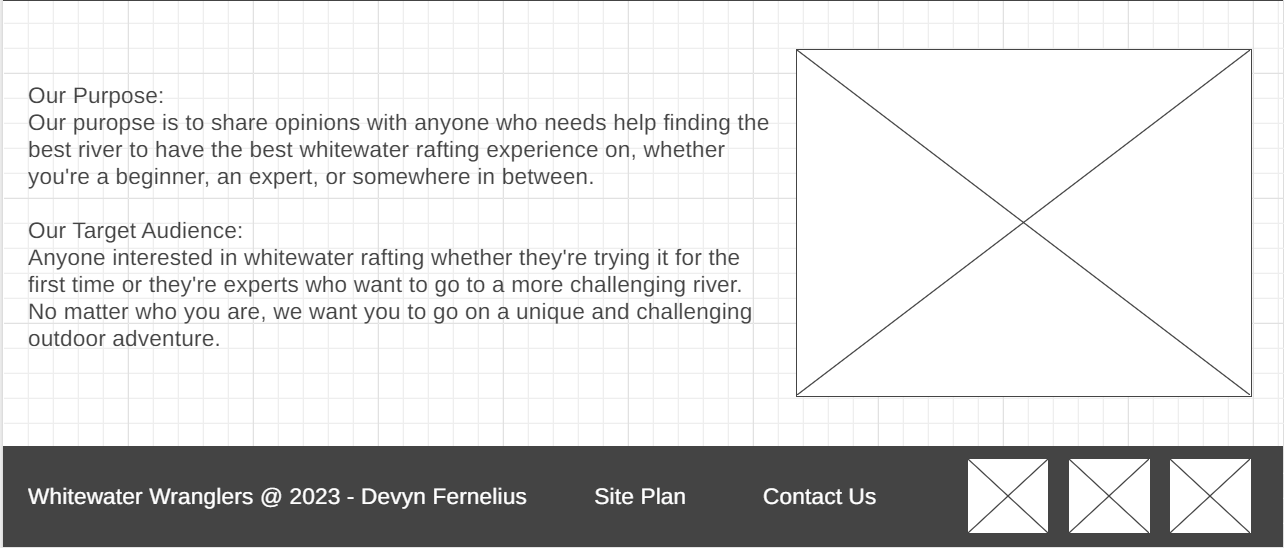 Our Purpose:
Our puropse is to share opinions with anyone who needs help finding the
best river to have the best whitewater rafting experience on, whether
you're a beginner, an expert, or somewhere in between.
Our Target Audience:
Anyone interested in whitewater rafting whether they're trying it for the
first time or they're experts who want to go to a more challenging river.
No matter who you are, we want you to go on a unique and challenging
outdoor adventure.
Whitewater Wranglers @ 2023 - Devyn Fernelius
Site Plan
Contact Us